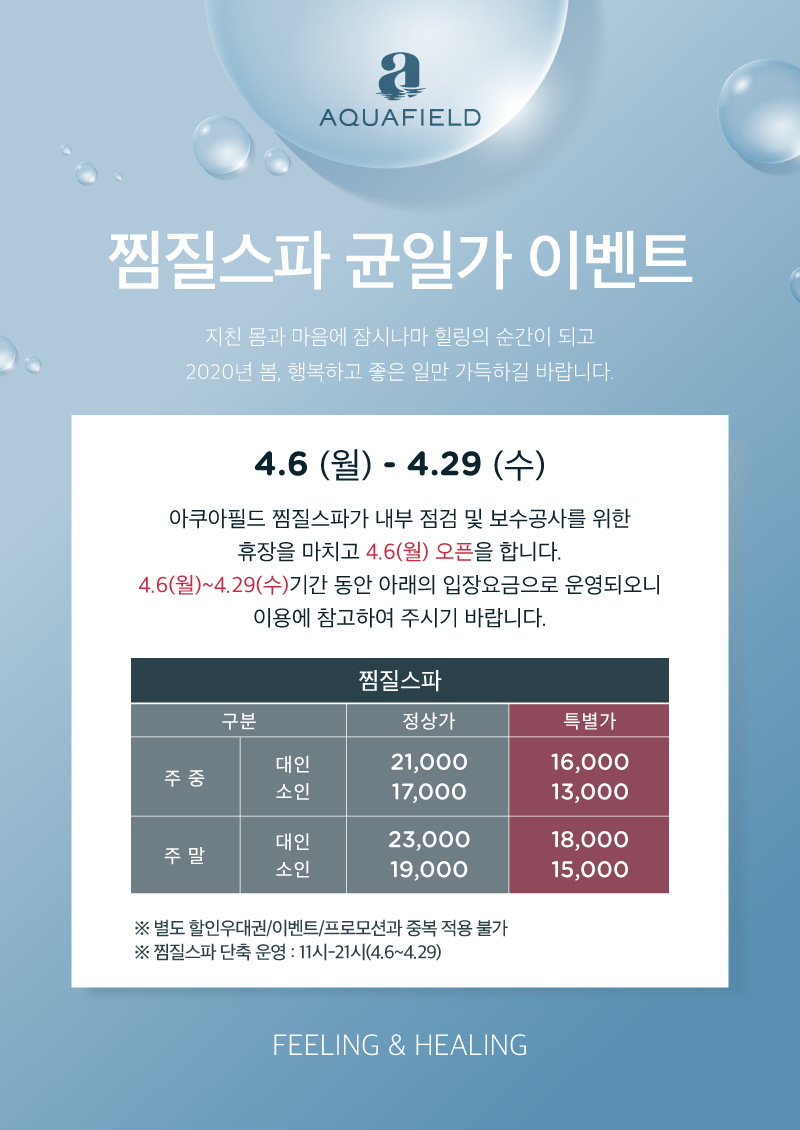 a
AQUAFIELD
찜질스파 균일가 이벤트
지친 몸과 마음에 잠시나마 힐링의 순간이 되고
2020년 봄, 행복하고 좋은 일만 가득하길 바랍니다.
4.6 (월) - 4.29 (수)
아쿠아필드 찜질스파가 내부 점검 및 보수공사를 위한
휴장을 마치고 4.6(월) 오픈을 합니다.
4.6(월)~4.29(수)기간 동안 아래의 입장요금으로 운영되오니
이용에 참고하여 주시기 바랍니다.
찜질스파
구분 정상가 특별가
주 중 대인 21,000 16,000
소인 17,000 13,000
주 말 대인 23,000 18,000
소인 19,000 15,000
※ 별도 할인우대권/이벤트/프로모션과 중복 적용 불가
※ 찜질스파 단축 운영 : 11시-21시(4.6~4.29)
FEELING & HEALING